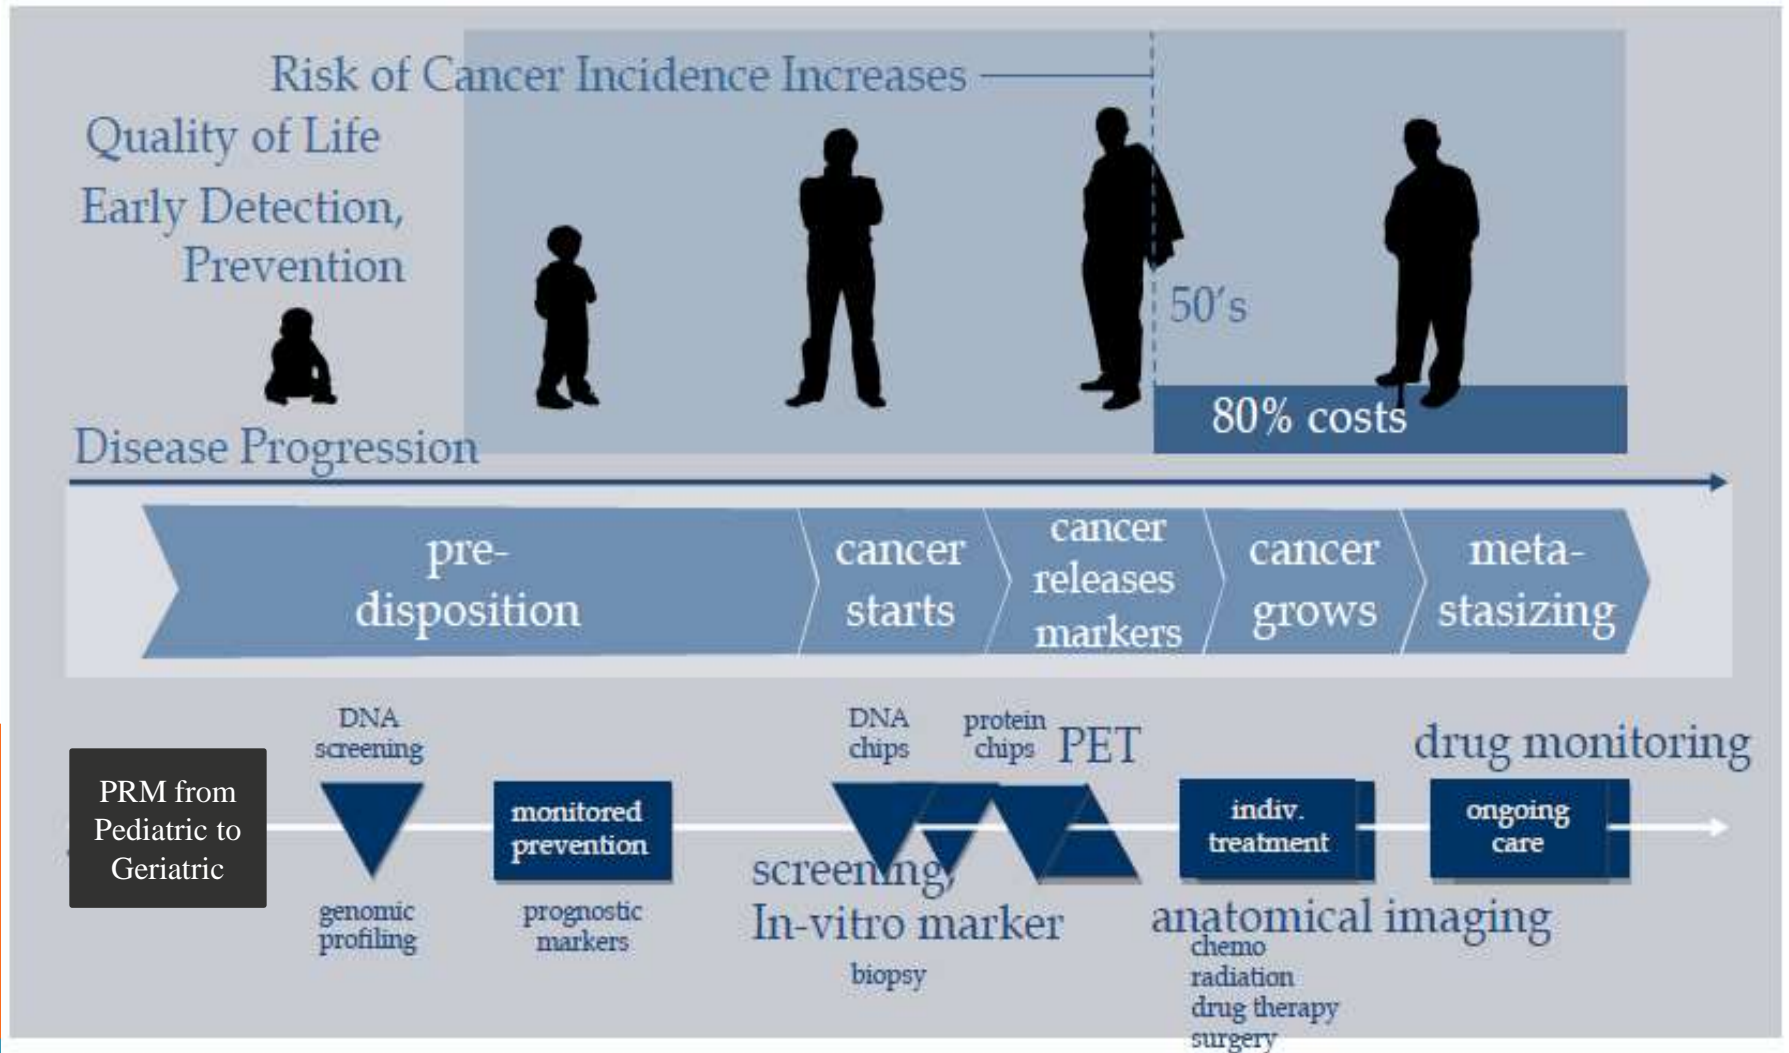 Risk of Cancer Incidence Increases
Quality of Life
Early Detection,
Prevention
50's
80% costs
Disease Progression
pre-
disposition
cancer
starts
cancer
releases
markers
cancer
grows
meta-
stasizing
PRM from
Pediatric to
Geriatric
DNA
screening
genomic
profiling
monitored
prevention
prognostic
markers
DNA
chips
protein
chips
PET
screening,
In-vitro marker
biopsy
indiv.
treatment
anatomical imaging
chemo
radiation
drug therapy
surgery
drug monitoring
ongoing
care